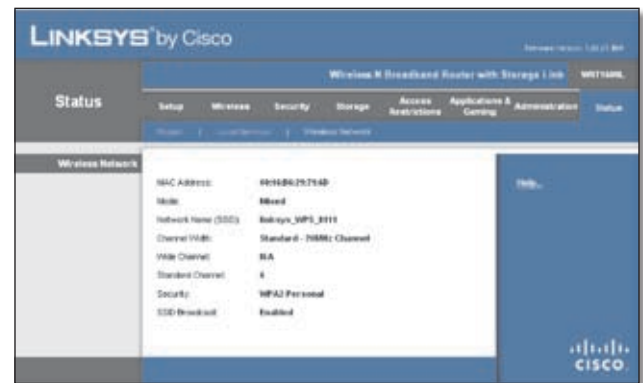 LINKSYS® by Cisco
Wireless-N Broadband Router with Storage Link
Status
Setup Wireless Security Storage Access Restrictions Applications & Gaming Administration Status
Wireless Network
Wireless Network
MAC Address:
Mode: Mixed
Network Name (SSID):
Channel Width: Standard - 20MHz Channel
Wide Channel: N/A
Standard Channel:
Security: WPA2 Personal
SSID Broadcast: Enabled
Help...
CISCO